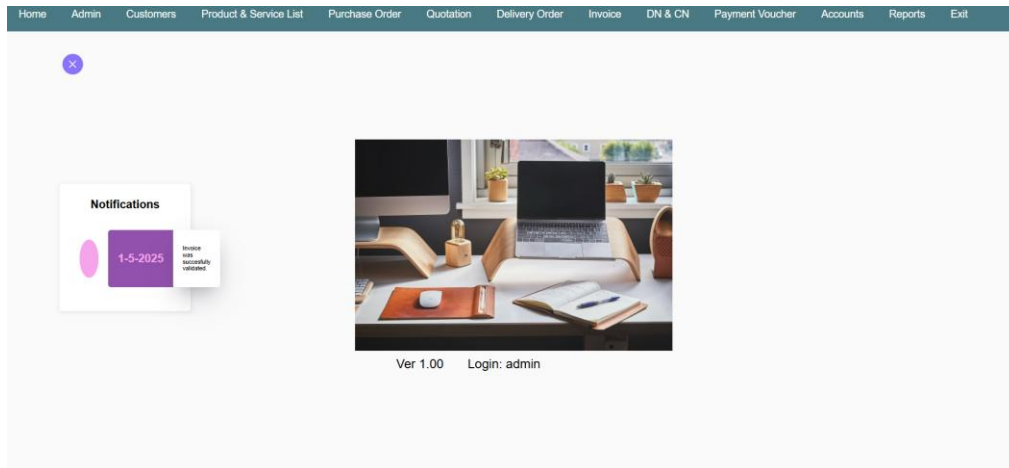 Home Admin Customers Product & Service List Purchase Order Quotation Delivery Order Invoice DN & CN Payment Voucher Accounts Reports Exit
Notifications
1-5-2025
Invoice
was
succesfully
validated.
Ver 1.00 Login: admin